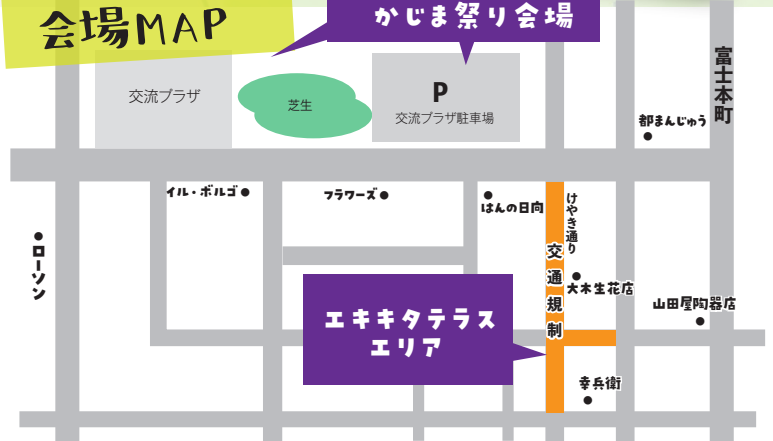 会場MAP
かじま祭り会場
交流プラザ
芝生
P
交流プラザ駐車場
富士本町
都まんじゅう
イル・ボルゴ
フラワーズ
はんの日向
けやき通り
ローソン
交通規制
大木生花店
山田屋陶器店
エキキタテラス
エリア
幸兵衛